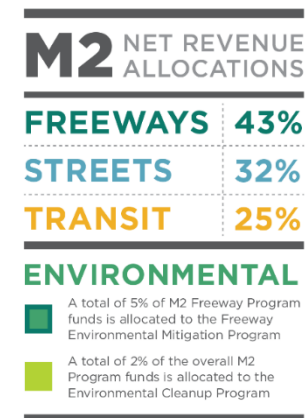 M2 NET REVENUE
ALLOCATIONS
FREEWAYS 43%
STREETS 32%
TRANSIT 25%
ENVIRONMENTAL
A total of 5% of M2 Freeway Program
funds is allocated to the Freeway
Environmental Mitigation Program
A total of 2% of the overall M2
Program funds is allocated to the
Environmental Cleanup Program